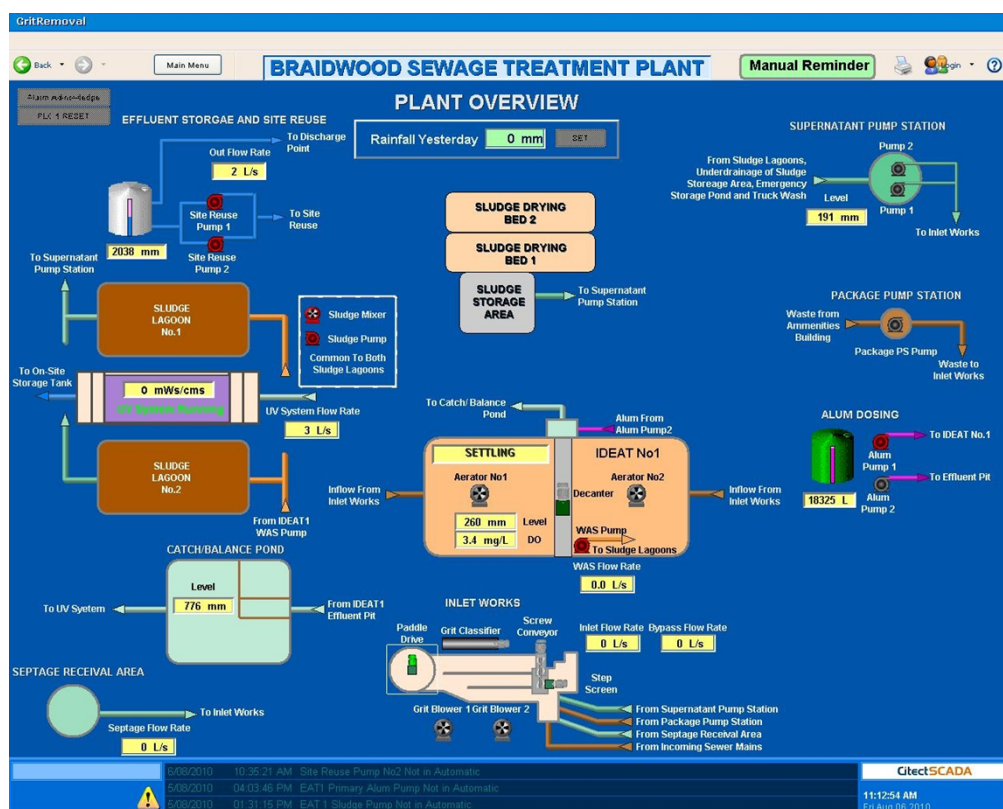 GritRemoval
Back
Main Menu
BRAIDWOOD SEWAGE TREATMENT PLANT
Manual Reminder
Login
Alarm Acknowledge
PLC 1 RESET
PLANT OVERVIEW
EFFLUENT STORGAE AND SITE REUSE
Rainfall Yesterday 0 mm SET
To Discharge
Point
Out Flow Rate
2 L/s
Site Reuse
Pump 1
To Site
Reuse
2038 mm
Site Reuse
Pump 2
To Supernatant
Pump Station
SUPERNATANT PUMP STATION
Pump 2
From Sludge Lagoons,
Underdrainage of Sludge
Storeage Area, Emergency
Storage Pond and Truck Wash
Level
191 mm
Pump 1
To Inlet Works
SLUDGE DRYING
BED 2
SLUDGE DRYING
BED 1
SLUDGE
STORAGE
AREA
To Supernatant
Pump Station
SLUDGE
LAGOON
No.1
Sludge Mixer
Sludge Pump
Common To Both
Sludge Lagoons
PACKAGE PUMP STATION
Waste from
Ammenities
Building
Package PS Pump
Waste to
Inlet Works
To On-Site
Storage Tank
0 mWs/cms
UV System Running
UV System Flow Rate
3 L/s
SLUDGE
LAGOON
No.2
From IDEAT1
WAS Pump
To Catch/Balance
Pond
Alum From
Alum Pump2
SETTLING
IDEAT No1
Aerator No1
Aerator No2
Decanter
Inflow From
Inlet Works
Inflow From
Inlet Works
260 mm Level
3.4 mg/L DO
WAS Pump
To Sludge Lagoons
WAS Flow Rate
0.0 L/s
ALUM DOSING
To IDEAT No.1
Alum
Pump 1
To Effluent Pit
18325 L
Alum
Pump 2
CATCH/BALANCE POND
Level
776 mm
To UV Syetem
From IDEAT1
Effluent Pit
INLET WORKS
Paddle
Drive
Grit Classifier
Screw
Conveyor
Inlet Flow Rate Bypass Flow Rate
0 L/s 0 L/s
Step
Screen
Grit Blower 1 Grit Blower 2
From Supernatant Pump Station
From Package Pump Station
From Septage Receival Area
From Incoming Sewer Mains
SEPTAGE RECEIVAL AREA
To Inlet Works
Septage Flow Rate
0 L/s
6/08/2010 10:35:21 AM Site Reuse Pump No2 Not in Automatic
5/08/2010 04:03:46 PM EAT1 Primary Alum Pump Not in Automatic
5/08/2010 01:31:15 PM EAT 1 Sludge Pump Not in Automatic
CitectSCADA
11:12:54 AM
Fri Aug 06 2010